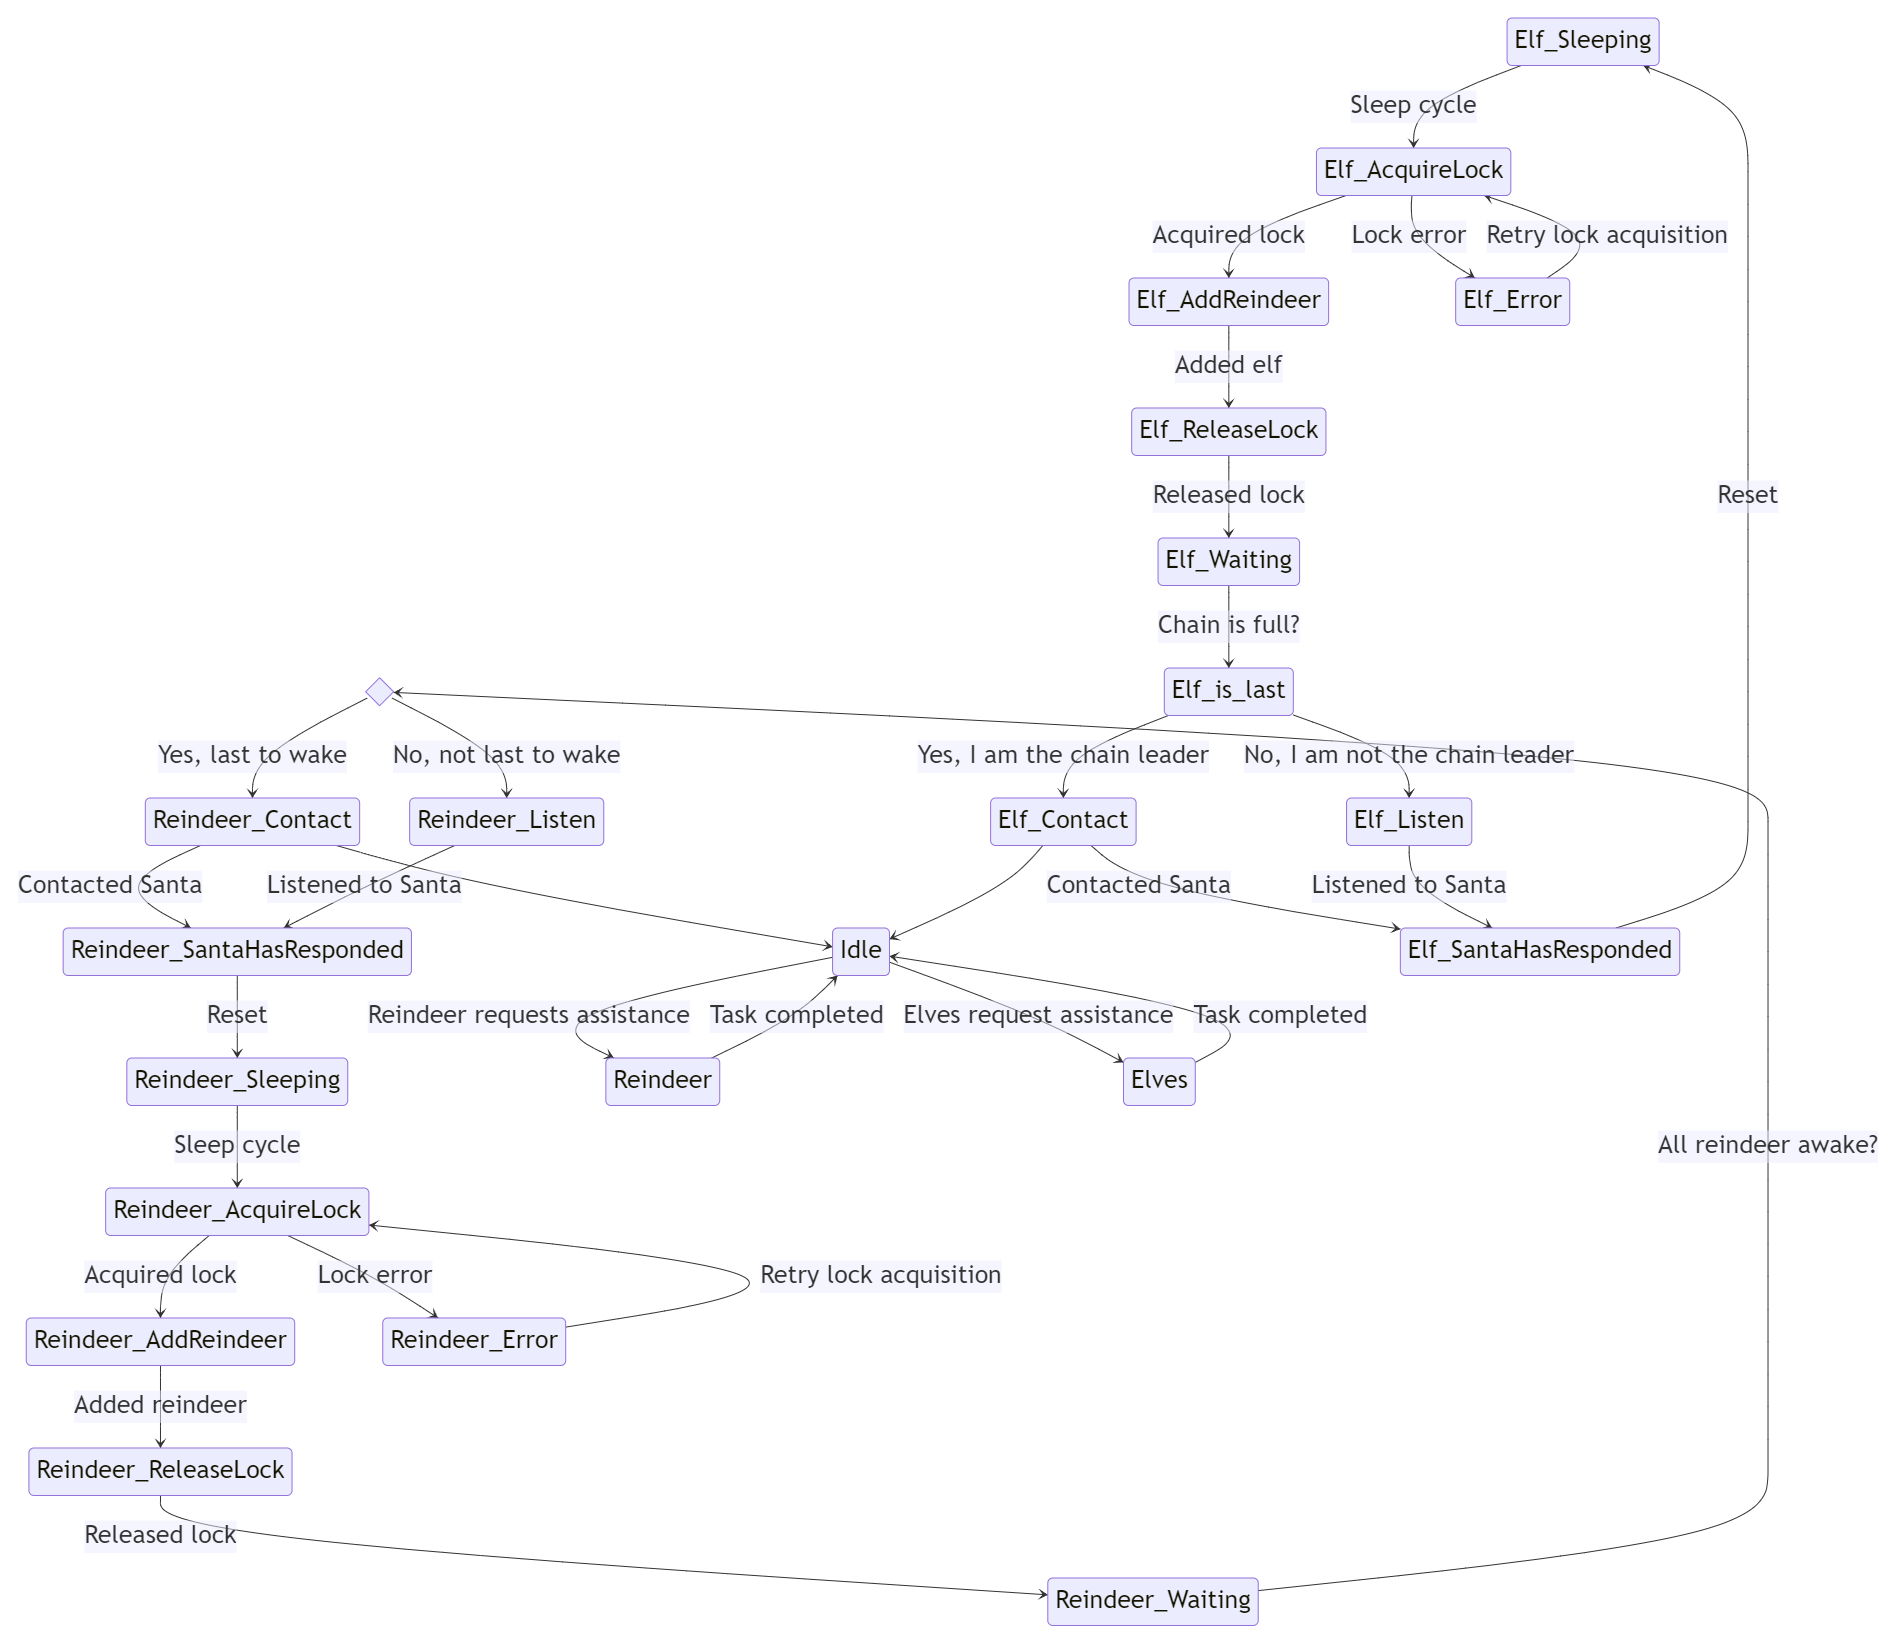 Elf_Sleeping
Sleep cycle
Elf_AcquireLock
Acquired lock
Lock error
Retry lock acquisition
Elf_AddReindeer
Elf_Error
Added elf
Elf_ReleaseLock
Released lock
Reset
Elf_Waiting
Chain is full?
Elf_is_last
Yes, last to wake
No, not last to wake
Yes, I am the chain leader
No, I am not the chain leader
Reindeer_Contact
Reindeer_Listen
Elf_Contact
Elf_Listen
Contacted Santa
Listened to Santa
Contacted Santa
Listened to Santa
Reindeer_SantaHasResponded
Idle
Elf_SantaHasResponded
Reset
Reindeer requests assistance
Task completed
Elves request assistance
Task completed
Reindeer_Sleeping
Reindeer
Elves
Sleep cycle
All reindeer awake?
Reindeer_AcquireLock
Acquired lock
Lock error
Retry lock acquisition
Reindeer_AddReindeer
Reindeer_Error
Added reindeer
Reindeer_ReleaseLock
Released lock
Reindeer_Waiting